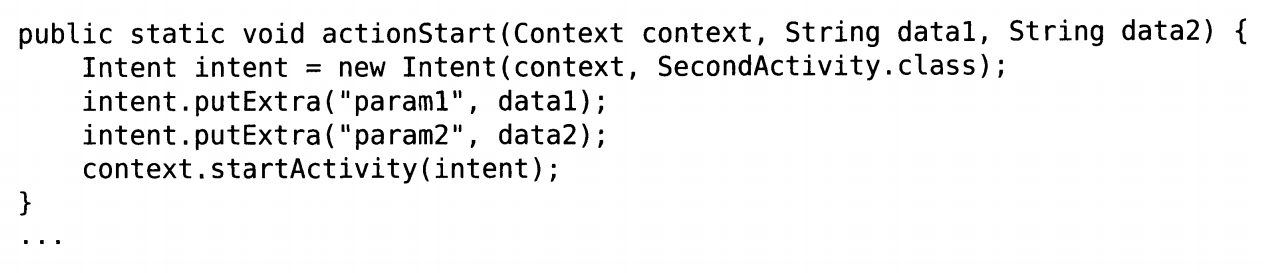 public static void actionStart(Context context, String data1, String data2) {
    Intent intent = new Intent(context, SecondActivity.class);
    intent.putExtra("param1", data1);
    intent.putExtra("param2", data2);
    context.startActivity(intent);
}
...